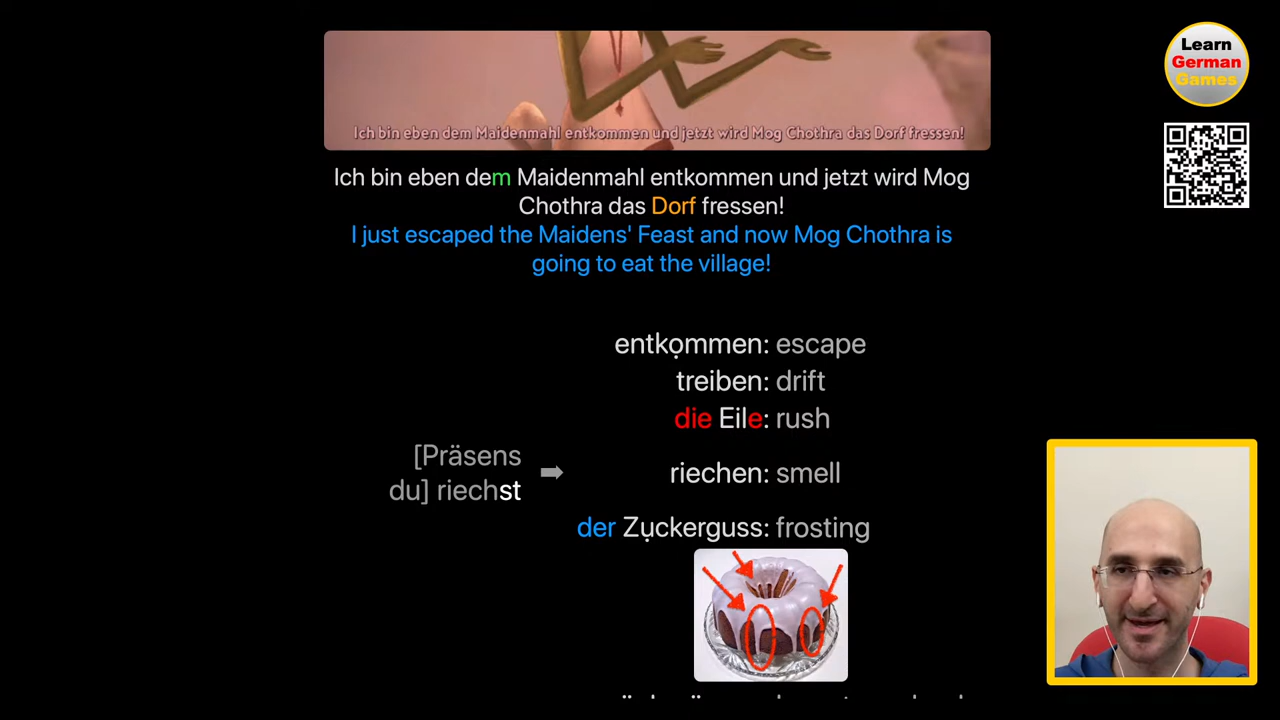 Learn
German
Games
Ich bin eben dem Maidenmahl entkommen und jetzt wird Mog Chothra das Dorf fressen!
Ich bin eben dem Maidenmahl entkommen und jetzt wird Mog
Chothra das Dorf fressen!
I just escaped the Maidens' Feast and now Mog Chothra is
going to eat the village!
entkọmmen: escape
treiben: drift
die Eile: rush
[Präsens
du] riechst
riechen: smell
der Zụckerguss: frosting